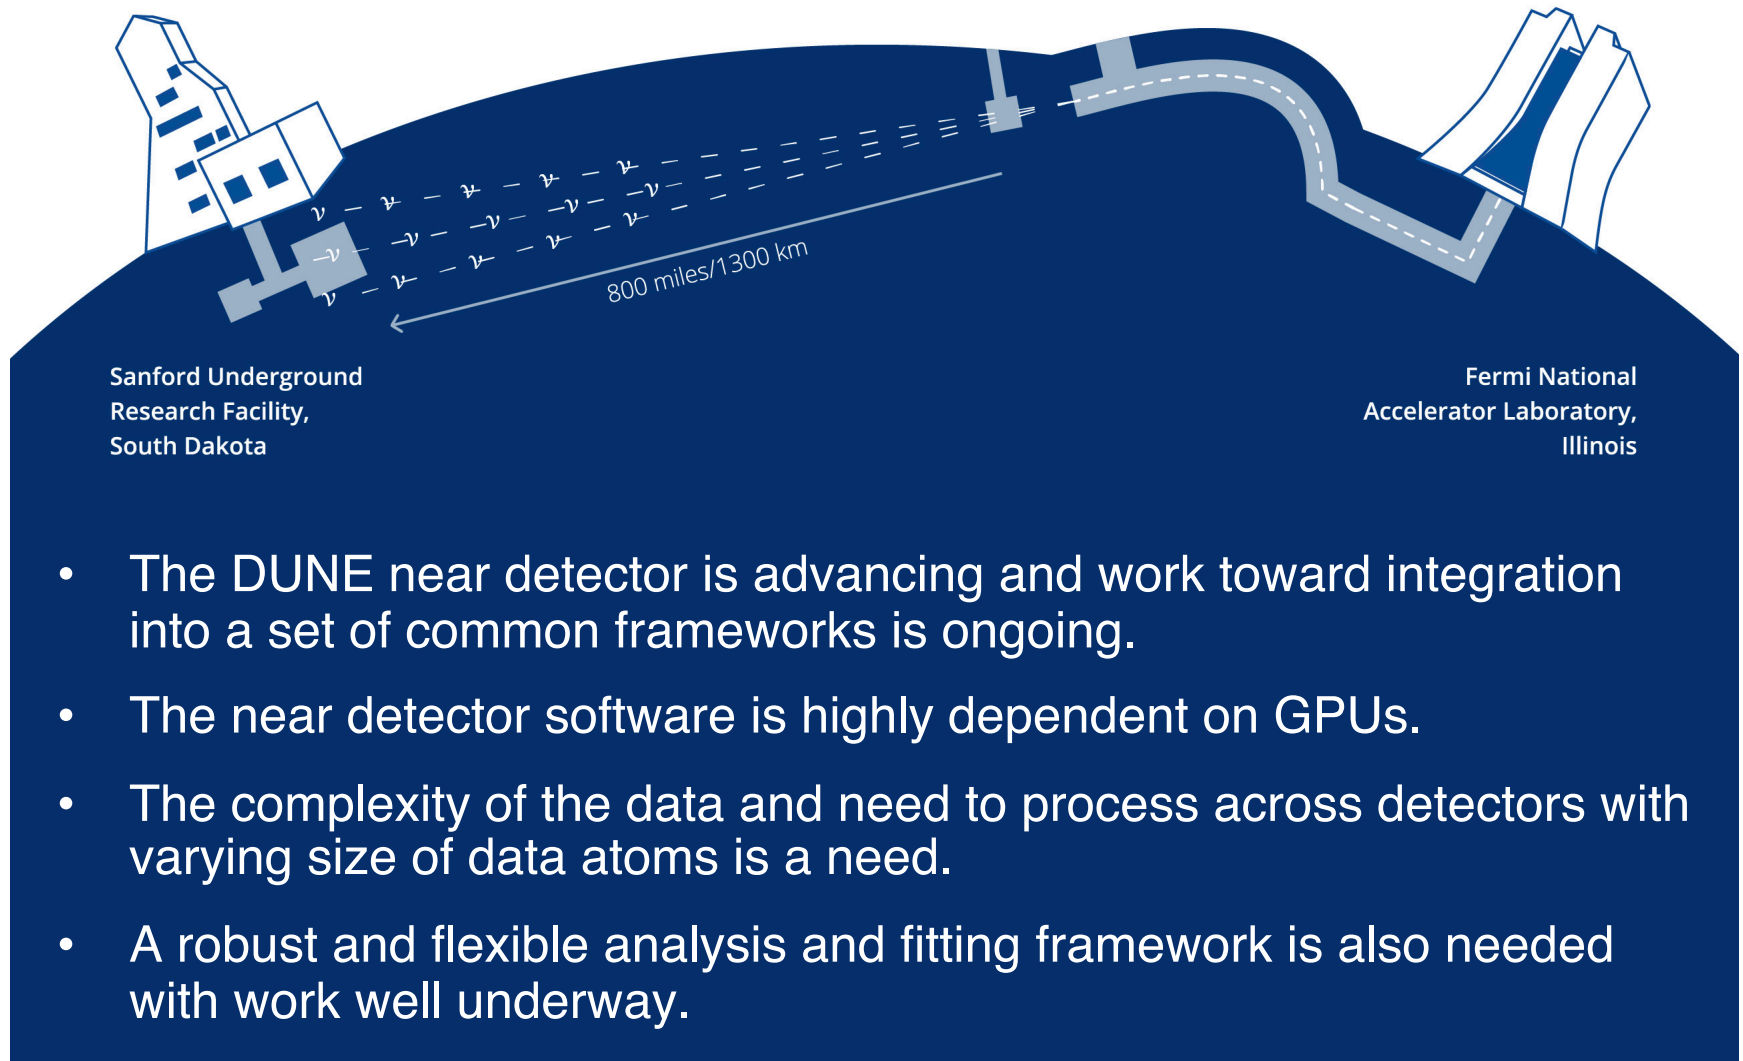 800 miles/1300 km
Sanford Underground
Research Facility,
South Dakota
Fermi National
Accelerator Laboratory,
Illinois
• The DUNE near detector is advancing and work toward integration
into a set of common frameworks is ongoing.
• The near detector software is highly dependent on GPUs.
• The complexity of the data and need to process across detectors with
varying size of data atoms is a need.
• A robust and flexible analysis and fitting framework is also needed
with work well underway.